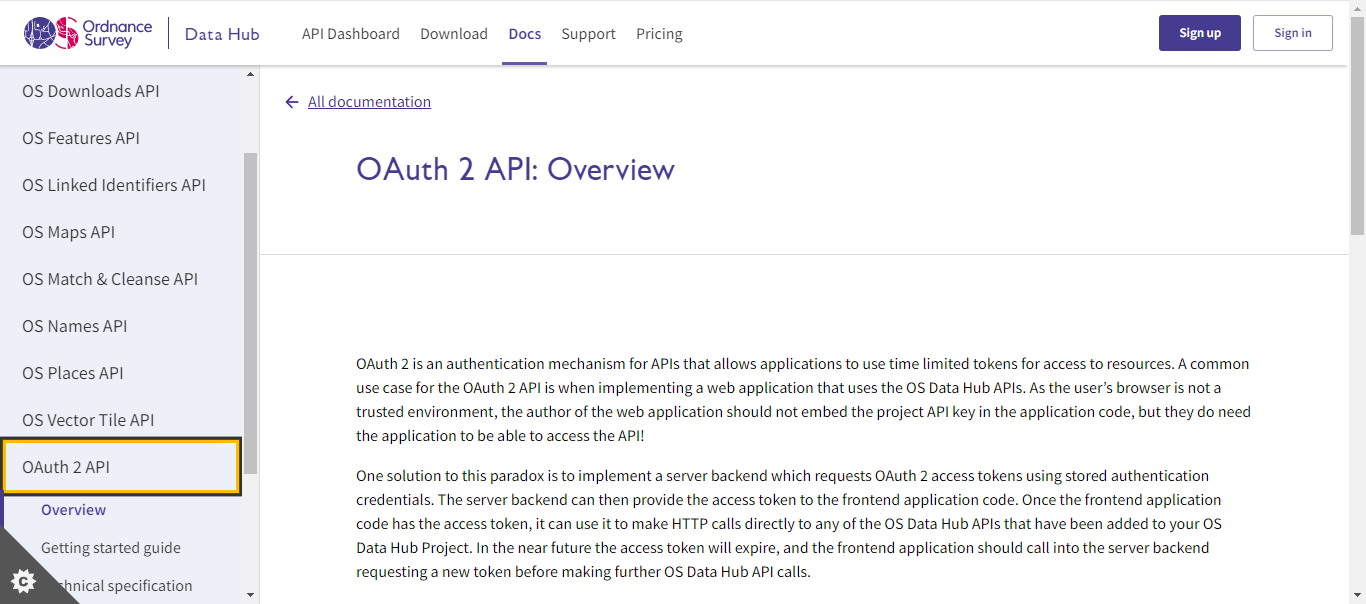 Ordnance
Survey
Data Hub
API Dashboard
Download
Docs
Support
Pricing
Sign up
Sign in
OS Downloads API
OS Features API
OS Linked Identifiers API
OS Maps API
OS Match & Cleanse API
OS Names API
OS Places API
OS Vector Tile API
OAuth 2 API
Overview
Getting started guide
hnical specification
All documentation
OAuth 2 API: Overview
OAuth 2 is an authentication mechanism for APIs that allows applications to use time limited tokens for access to resources. A common
use case for the OAuth 2 API is when implementing a web application that uses the OS Data Hub APIs. As the user’s browser is not a
trusted environment, the author of the web application should not embed the project API key in the application code, but they do need
the application to be able to access the API!
One solution to this paradox is to implement a server backend which requests OAuth 2 access tokens using stored authentication
credentials. The server backend can then provide the access token to the frontend application code. Once the frontend application
code has the access token, it can use it to make HTTP calls directly to any of the OS Data Hub APIs that have been added to your OS
Data Hub Project. In the near future the access token will expire, and the frontend application should call into the server backend
requesting a new token before making further OS Data Hub API calls.